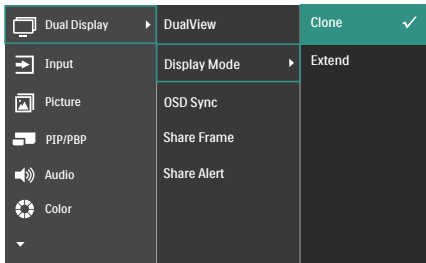 Dual Display
Input
Picture
PIP/PBP
Audio
Color
DualView
Display Mode
OSD Sync
Share Frame
Share Alert
Clone
Extend